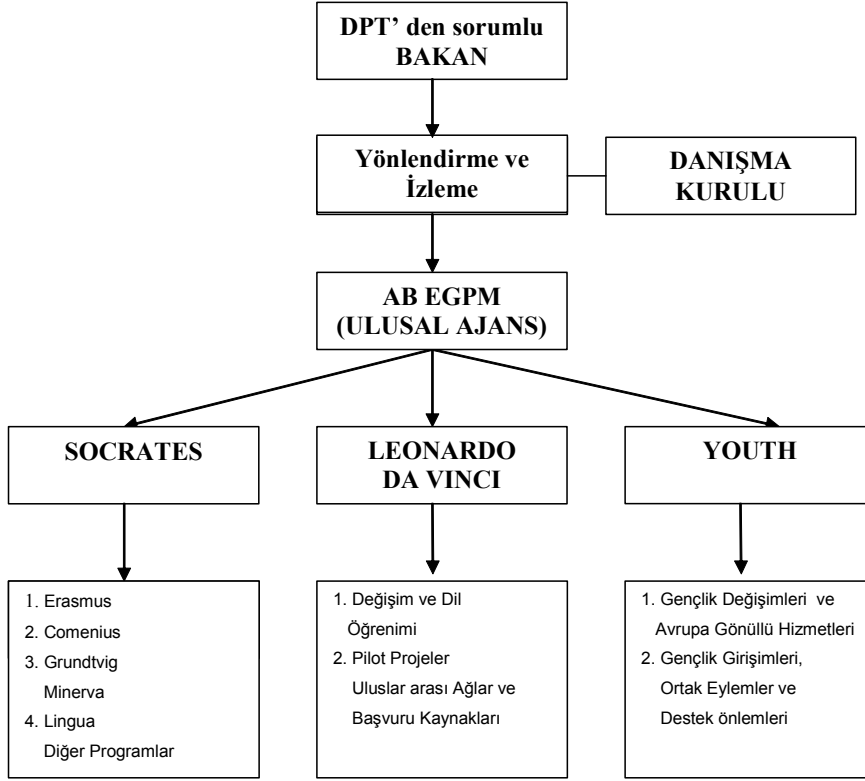 DPT’ den sorumlu
BAKAN
Yönlendirme ve
İzleme
DANIŞMA
KURULU
AB EGPM
(ULUSAL AJANS)
SOCRATES
LEONARDO
DA VINCI
YOUTH
1. Erasmus
2. Comenius
3. Grundtvig
Minerva
4. Lingua
Diğer Programlar
1. Değişim ve Dil
Öğrenimi
2. Pilot Projeler
Uluslar arası Ağlar ve
Başvuru Kaynakları
1. Gençlik Değişimleri ve
Avrupa Gönüllü Hizmetleri
2. Gençlik Girişimleri,
Ortak Eylemler ve
Destek önlemleri